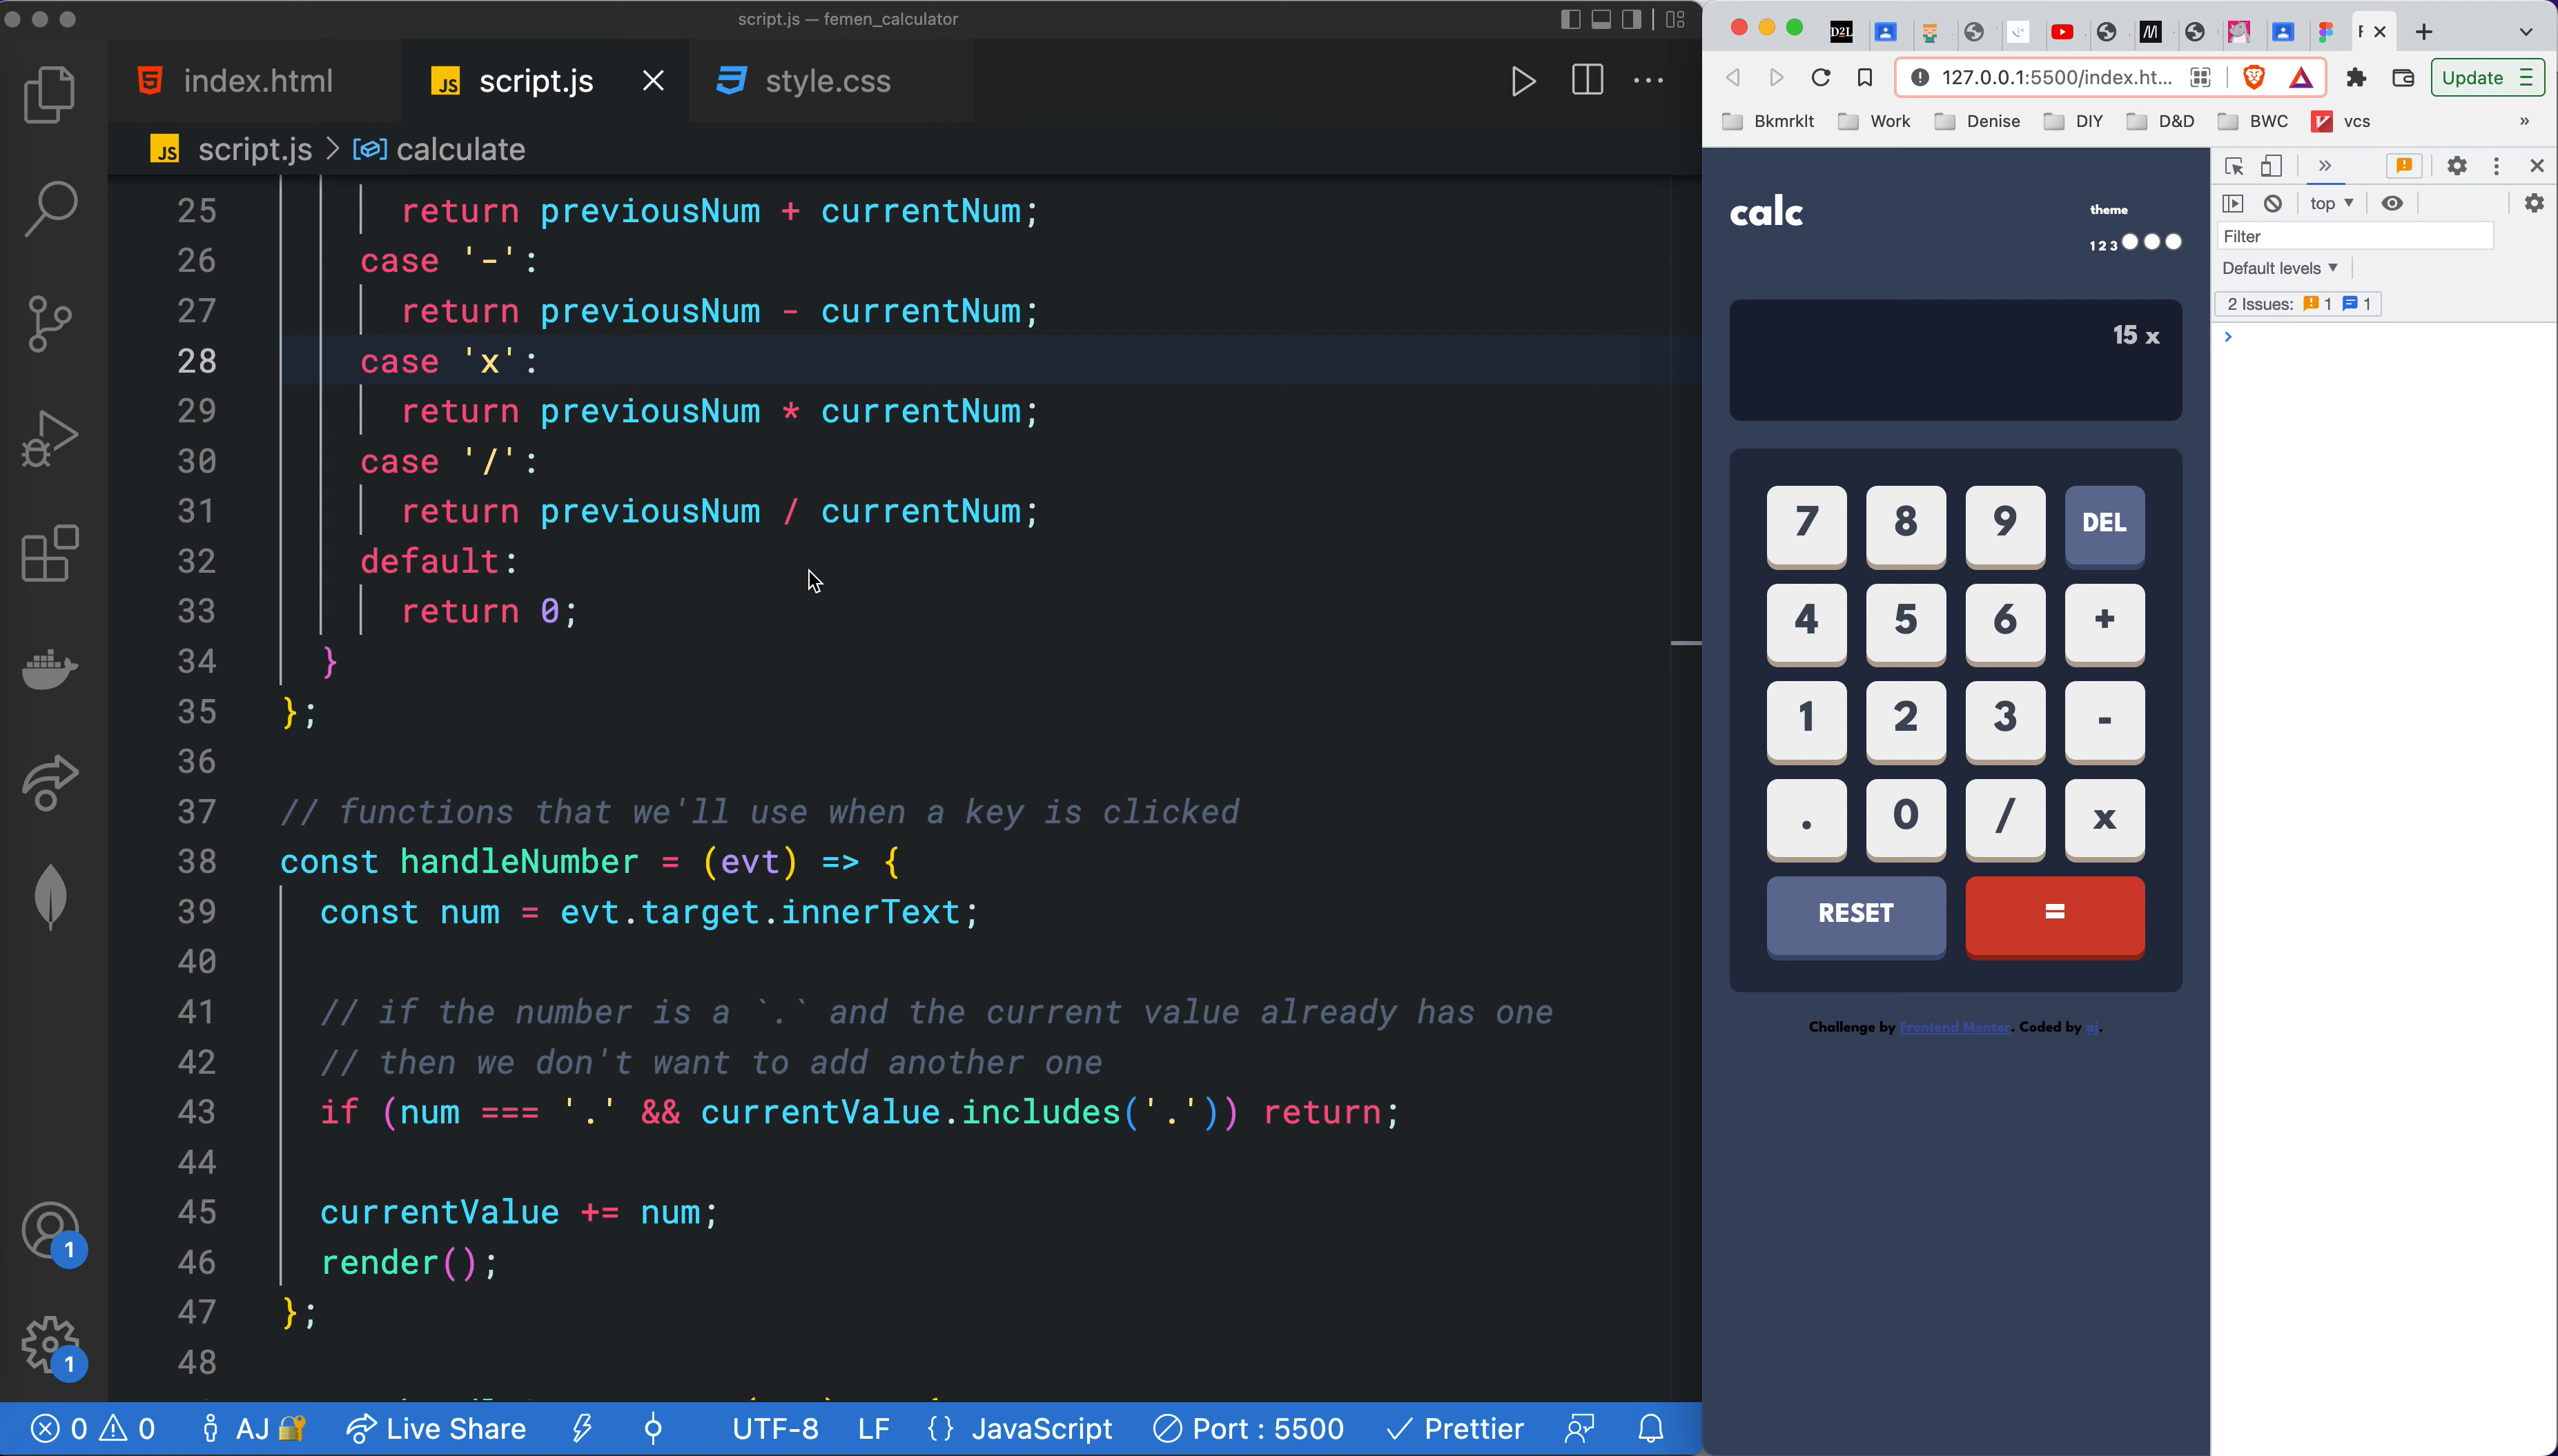 script.js — femen_calculator
index.html
JS script.js
style.css
JS script.js > calculate
25 return previousNum + currentNum;
26 case '-':
27 return previousNum - currentNum;
28 case 'x':
29 return previousNum * currentNum;
30 case '/':
31 return previousNum / currentNum;
32 default:
33 return 0;
34 }
35 };
36
37 // functions that we'll use when a key is clicked
38 const handleNumber = (evt) => {
39 const num = evt.target.innerText;
40
41 // if the number is a `.` and the current value already has one
42 // then we don't want to add another one
43 if (num === '.' && currentValue.includes('.')) return;
44
45 currentValue += num;
46 render();
47 };
48
1
1
0 0 AJ Live Share UTF-8 LF {} JavaScript Port : 5500 Prettier
D2L
127.0.0.1:5500/index.ht...
Update
Bkmrklt Work Denise DIY D&D BWC vcs »
calc
theme
1 2 3
15 x
7 8 9 DEL
4 5 6 +
1 2 3 -
. 0 / x
RESET =
Challenge by Frontend Mentor. Coded by aj.
»
top
Filter
Default levels
2 Issues: 1 1
>